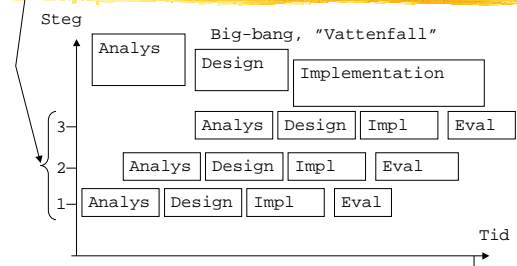 Steg
Big-bang, ”Vattenfall”
Analys
Design
Implementation
3 Analys Design Impl Eval
2 Analys Design Impl Eval
1 Analys Design Impl Eval
Tid